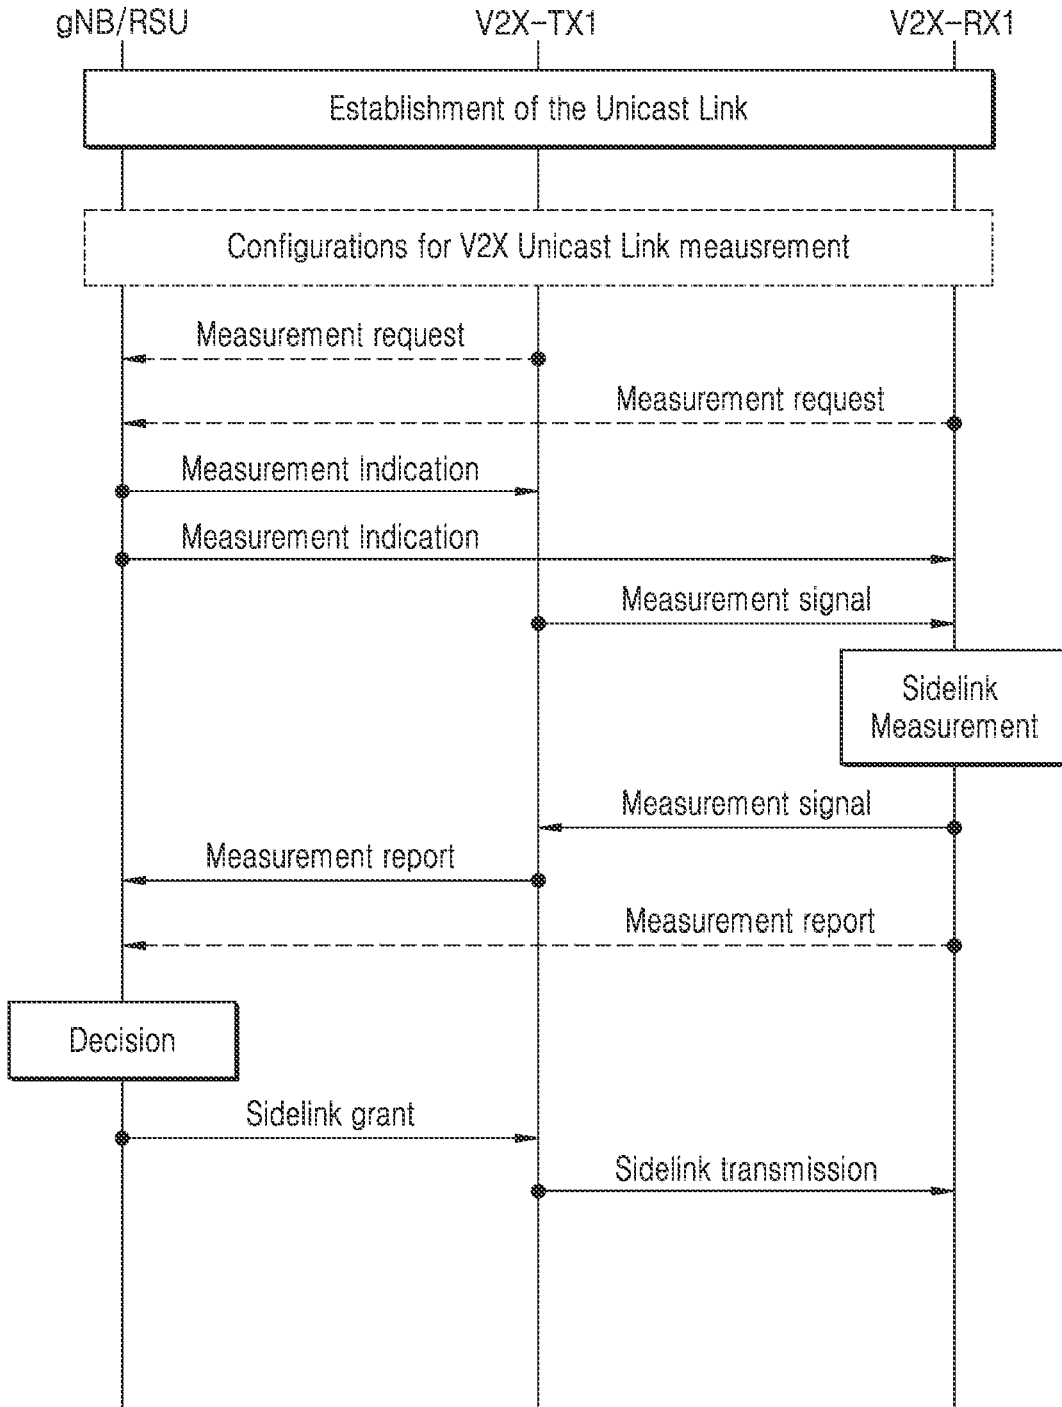 gNB/RSU V2X-TX1 V2X-RX1
Establishment of the Unicast Link
Configurations for V2X Unicast Link meausrement
Measurement request
Measurement request
Measurement Indication
Measurement Indication
Measurement signal
Sidelink
Measurement
Measurement signal
Measurement report
Measurement report
Decision
Sidelink grant
Sidelink transmission